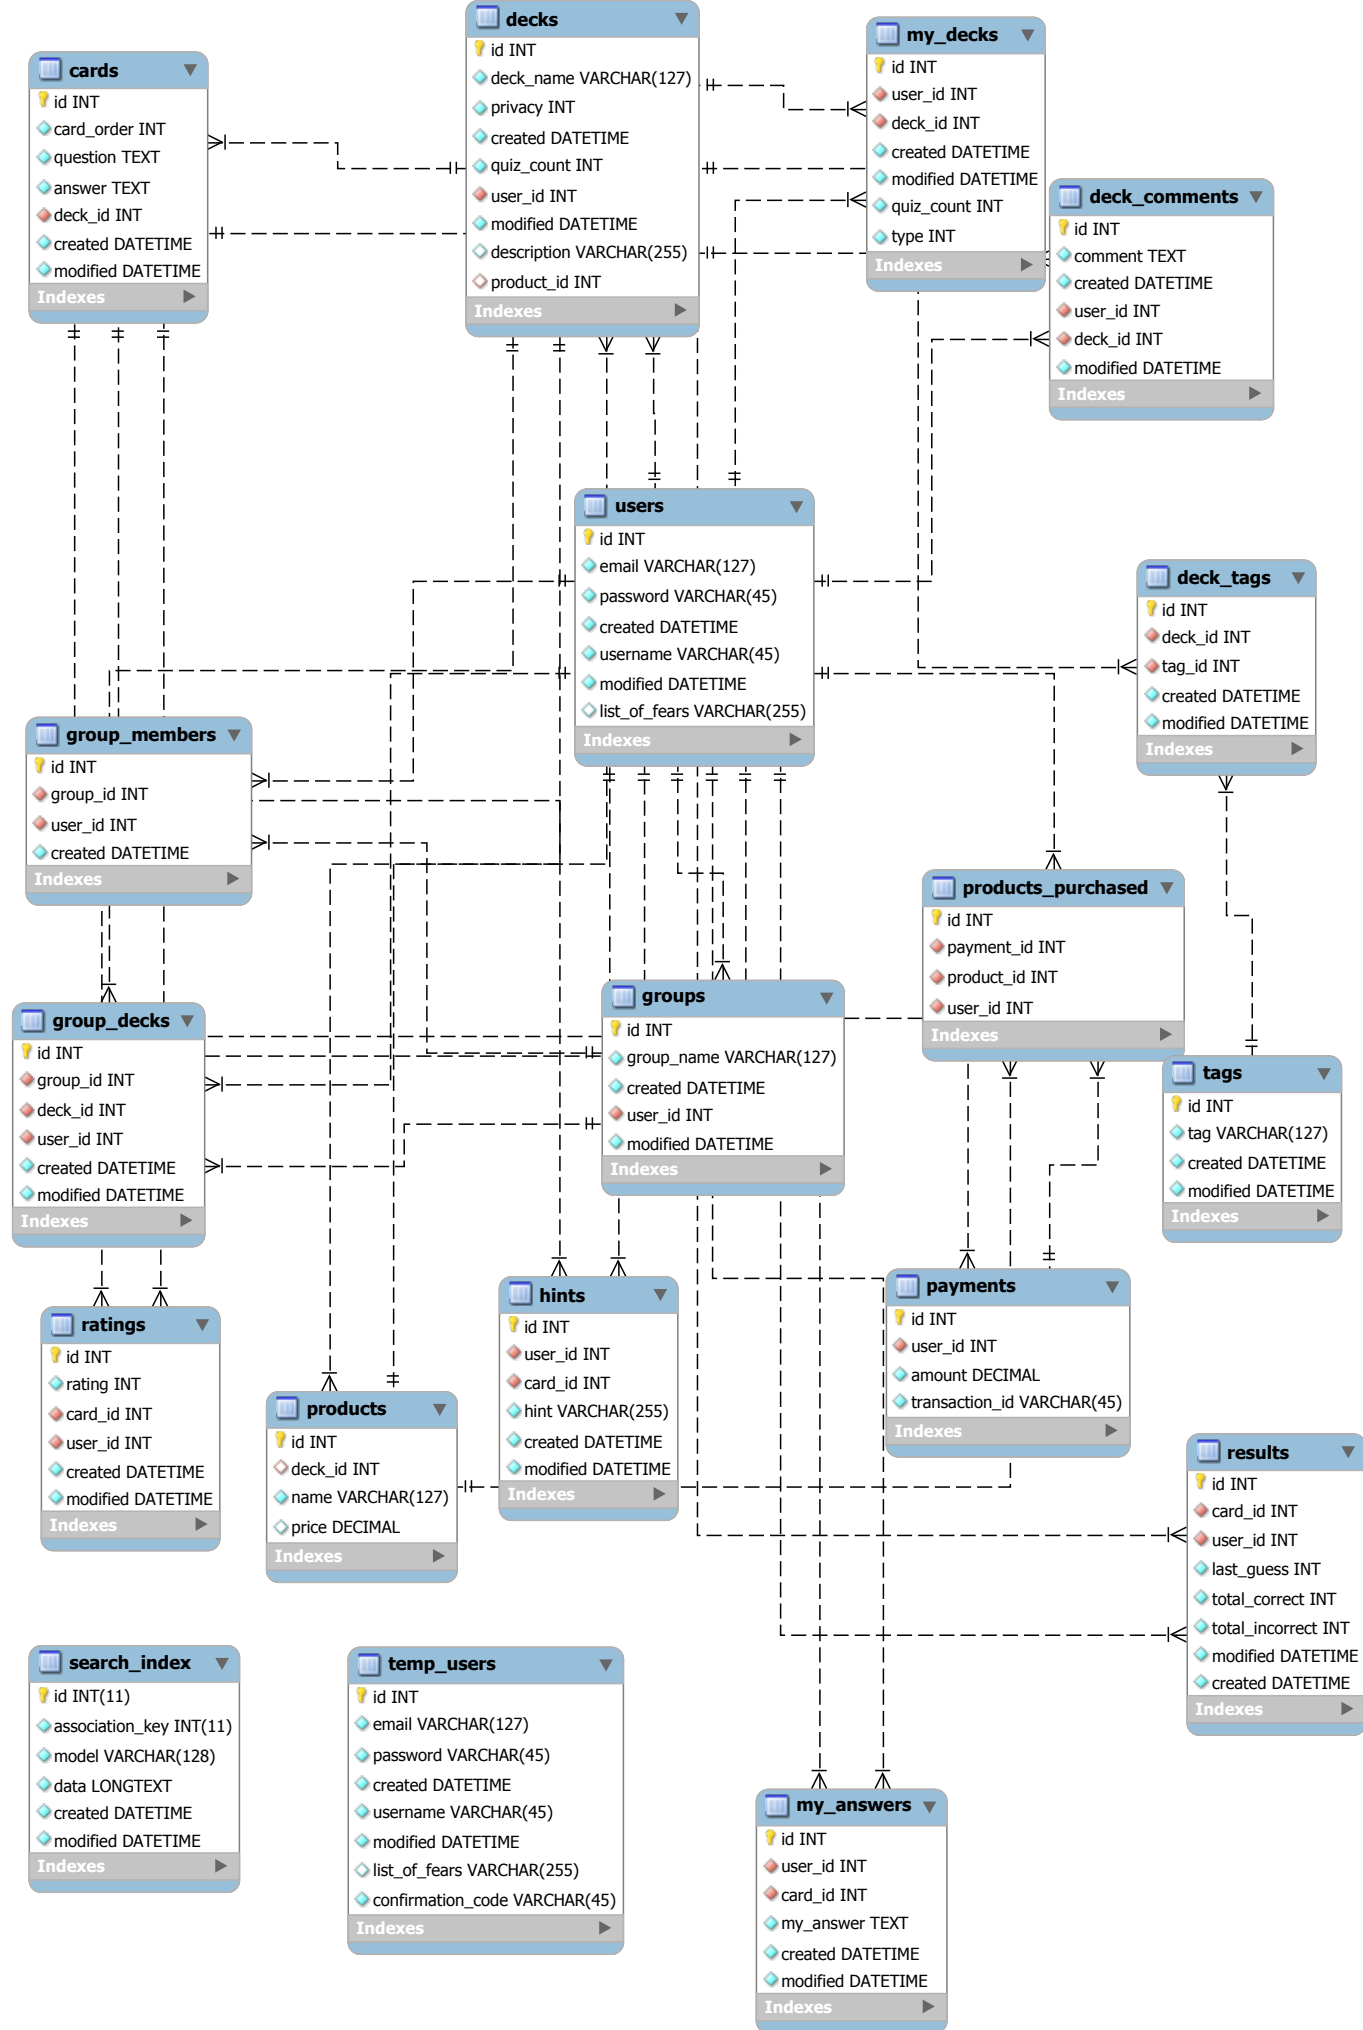 decks
id INT
deck_name VARCHAR(127)
privacy INT
created DATETIME
quiz_count INT
user_id INT
modified DATETIME
description VARCHAR(255)
product_id INT
Indexes
my_decks
id INT
user_id INT
deck_id INT
created DATETIME
modified DATETIME
quiz_count INT
type INT
Indexes
cards
id INT
card_order INT
question TEXT
answer TEXT
deck_id INT
created DATETIME
modified DATETIME
Indexes
deck_comments
id INT
comment TEXT
created DATETIME
user_id INT
deck_id INT
modified DATETIME
Indexes
users
id INT
email VARCHAR(127)
password VARCHAR(45)
created DATETIME
username VARCHAR(45)
modified DATETIME
list_of_fears VARCHAR(255)
Indexes
deck_tags
id INT
deck_id INT
tag_id INT
created DATETIME
modified DATETIME
Indexes
group_members
id INT
group_id INT
user_id INT
created DATETIME
Indexes
products_purchased
id INT
payment_id INT
product_id INT
user_id INT
Indexes
groups
id INT
group_name VARCHAR(127)
created DATETIME
user_id INT
modified DATETIME
Indexes
group_decks
id INT
group_id INT
deck_id INT
user_id INT
created DATETIME
modified DATETIME
Indexes
tags
id INT
tag VARCHAR(127)
created DATETIME
modified DATETIME
Indexes
payments
id INT
user_id INT
amount DECIMAL
transaction_id VARCHAR(45)
Indexes
hints
id INT
user_id INT
card_id INT
hint VARCHAR(255)
created DATETIME
modified DATETIME
Indexes
ratings
id INT
rating INT
card_id INT
user_id INT
created DATETIME
modified DATETIME
Indexes
products
id INT
deck_id INT
name VARCHAR(127)
price DECIMAL
Indexes
results
id INT
card_id INT
user_id INT
last_guess INT
total_correct INT
total_incorrect INT
modified DATETIME
created DATETIME
Indexes
search_index
id INT(11)
association_key INT(11)
model VARCHAR(128)
data LONGTEXT
created DATETIME
modified DATETIME
Indexes
temp_users
id INT
email VARCHAR(127)
password VARCHAR(45)
created DATETIME
username VARCHAR(45)
modified DATETIME
list_of_fears VARCHAR(255)
confirmation_code VARCHAR(45)
Indexes
my_answers
id INT
user_id INT
card_id INT
my_answer TEXT
created DATETIME
modified DATETIME
Indexes